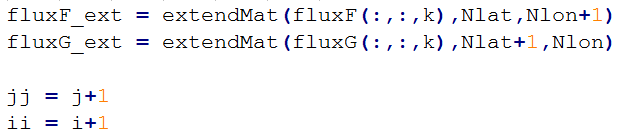 fluxF_ext = extendMat(fluxF(:,:,k),Nlat,Nlon+1)
fluxG_ext = extendMat(fluxG(:,:,k),Nlat+1,Nlon)
jj = j+1
ii = i+1